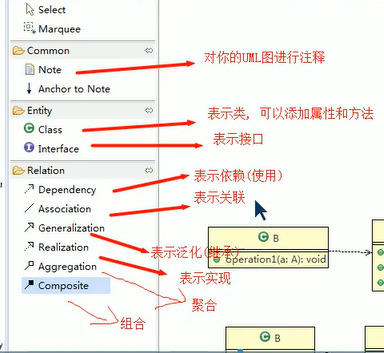 Select
Marquee
Common
Note
Anchor to Note
对你的UML图进行注释
Entity
Class
Interface
表示类, 可以添加属性和方法
表示接口
Relation
Dependency
Association
Generalization
Realization
Aggregation
Composite
表示依赖(使用)
表示关联
表示泛化(继承)
表示实现
聚合
组合
C B
operation1(a: A): void
C B